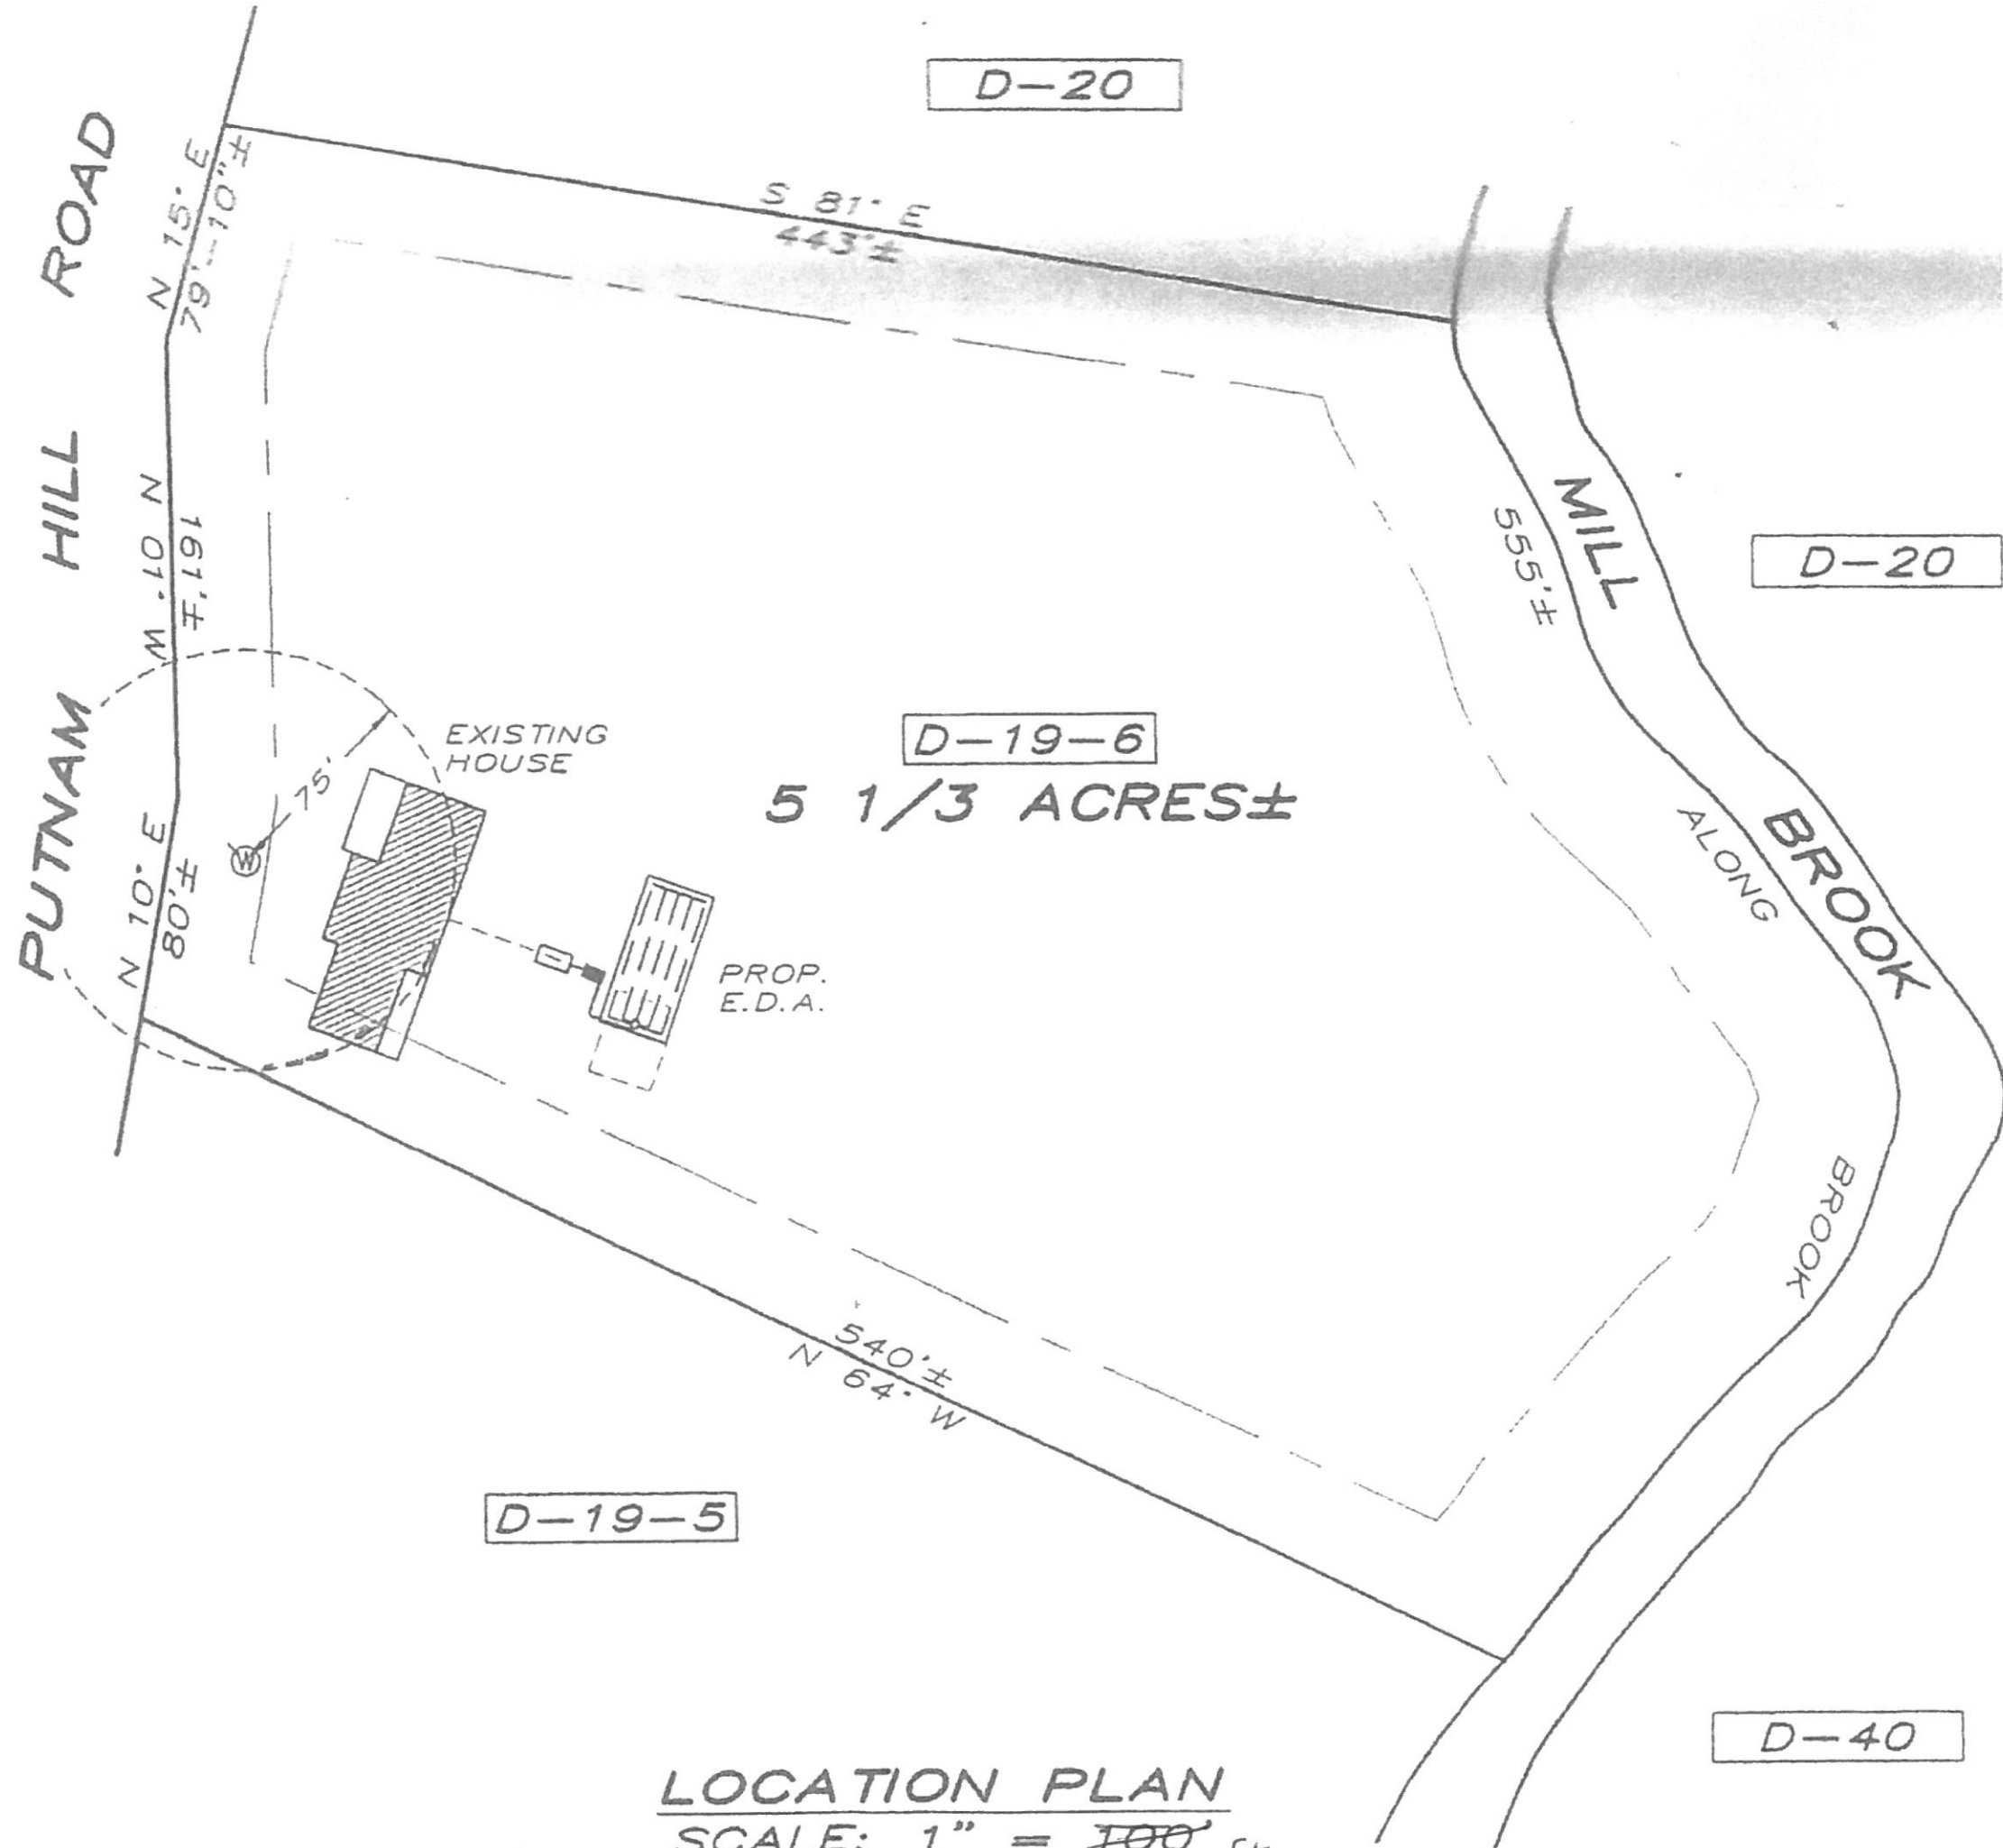 D-20
PUTNAM HILL ROAD
N 15° E
79'-10"±
S 81° E
443'±
N 01° W
161'±
MILL BROOK
555'±
ALONG
BROOK
D-20
EXISTING
HOUSE
75'
W
D-19-6
5 1/3 ACRES±
N 10° E
80'±
PROP.
E.D.A.
540'±
N 64° W
D-19-5
D-40
LOCATION PLAN
SCALE: 1" = 100'